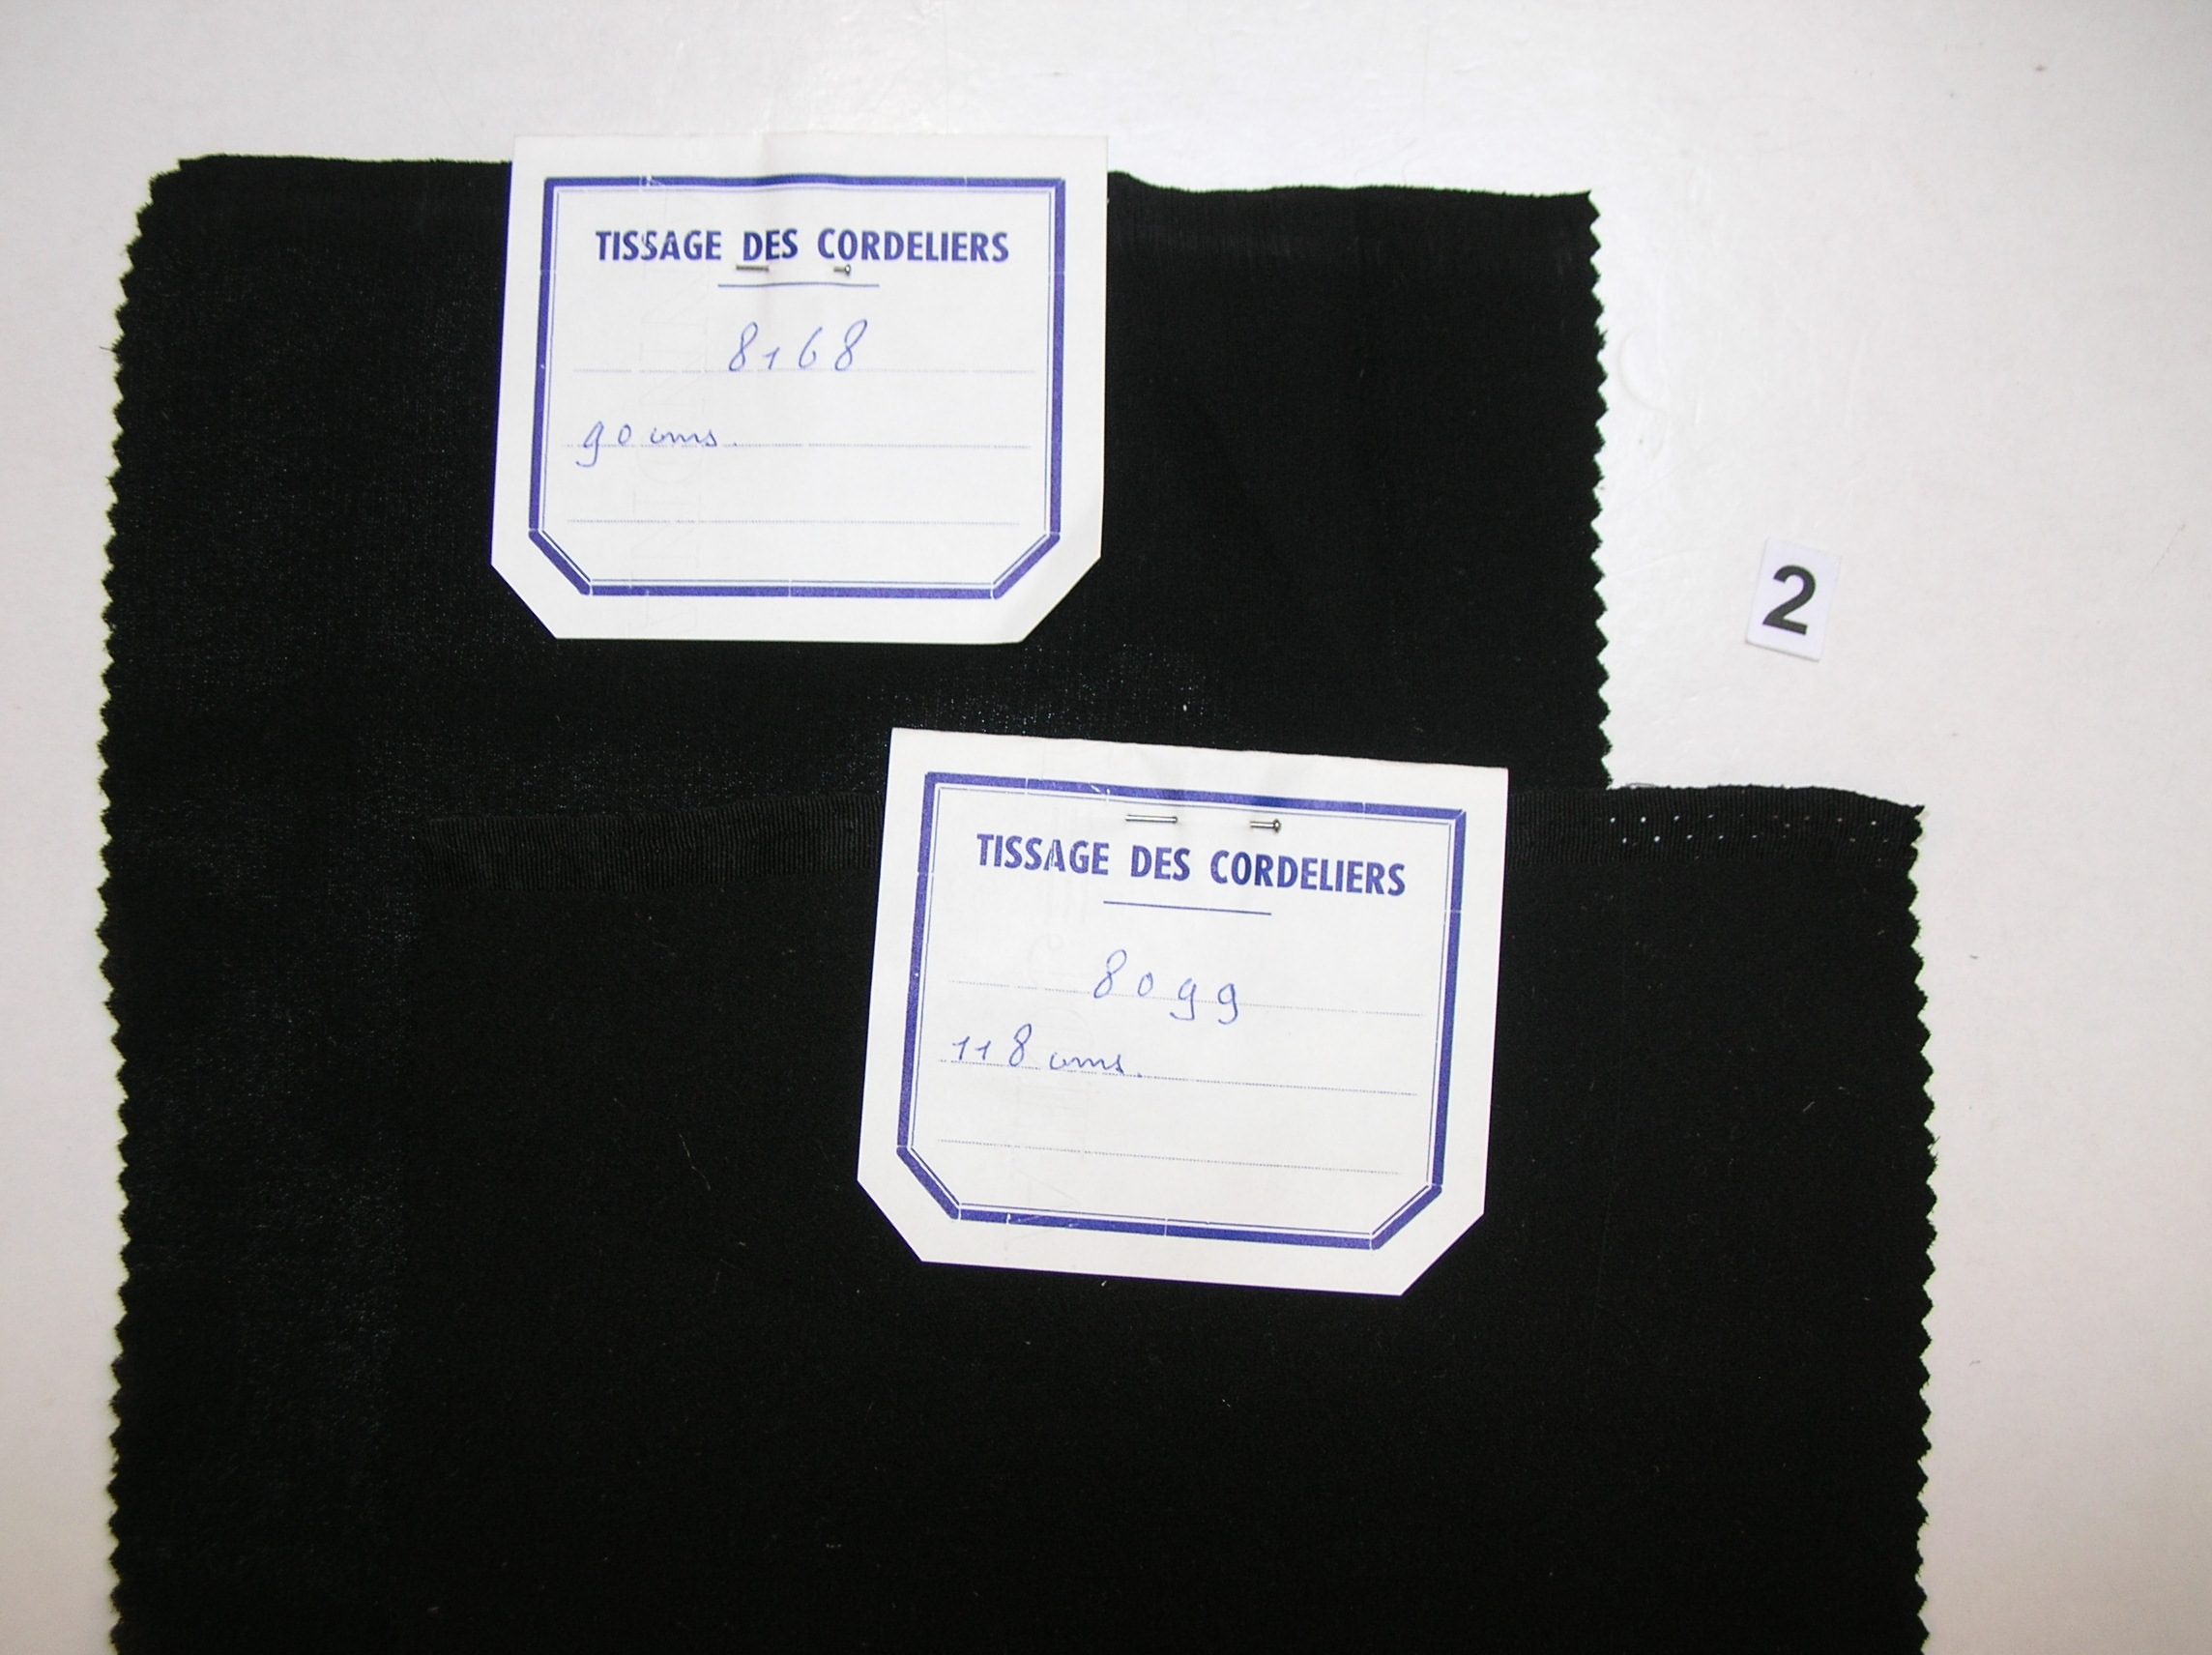 TISSAGE DES CORDELIERS
8168
90 cms.
2
TISSAGE DES CORDELIERS
8099
118 cms.